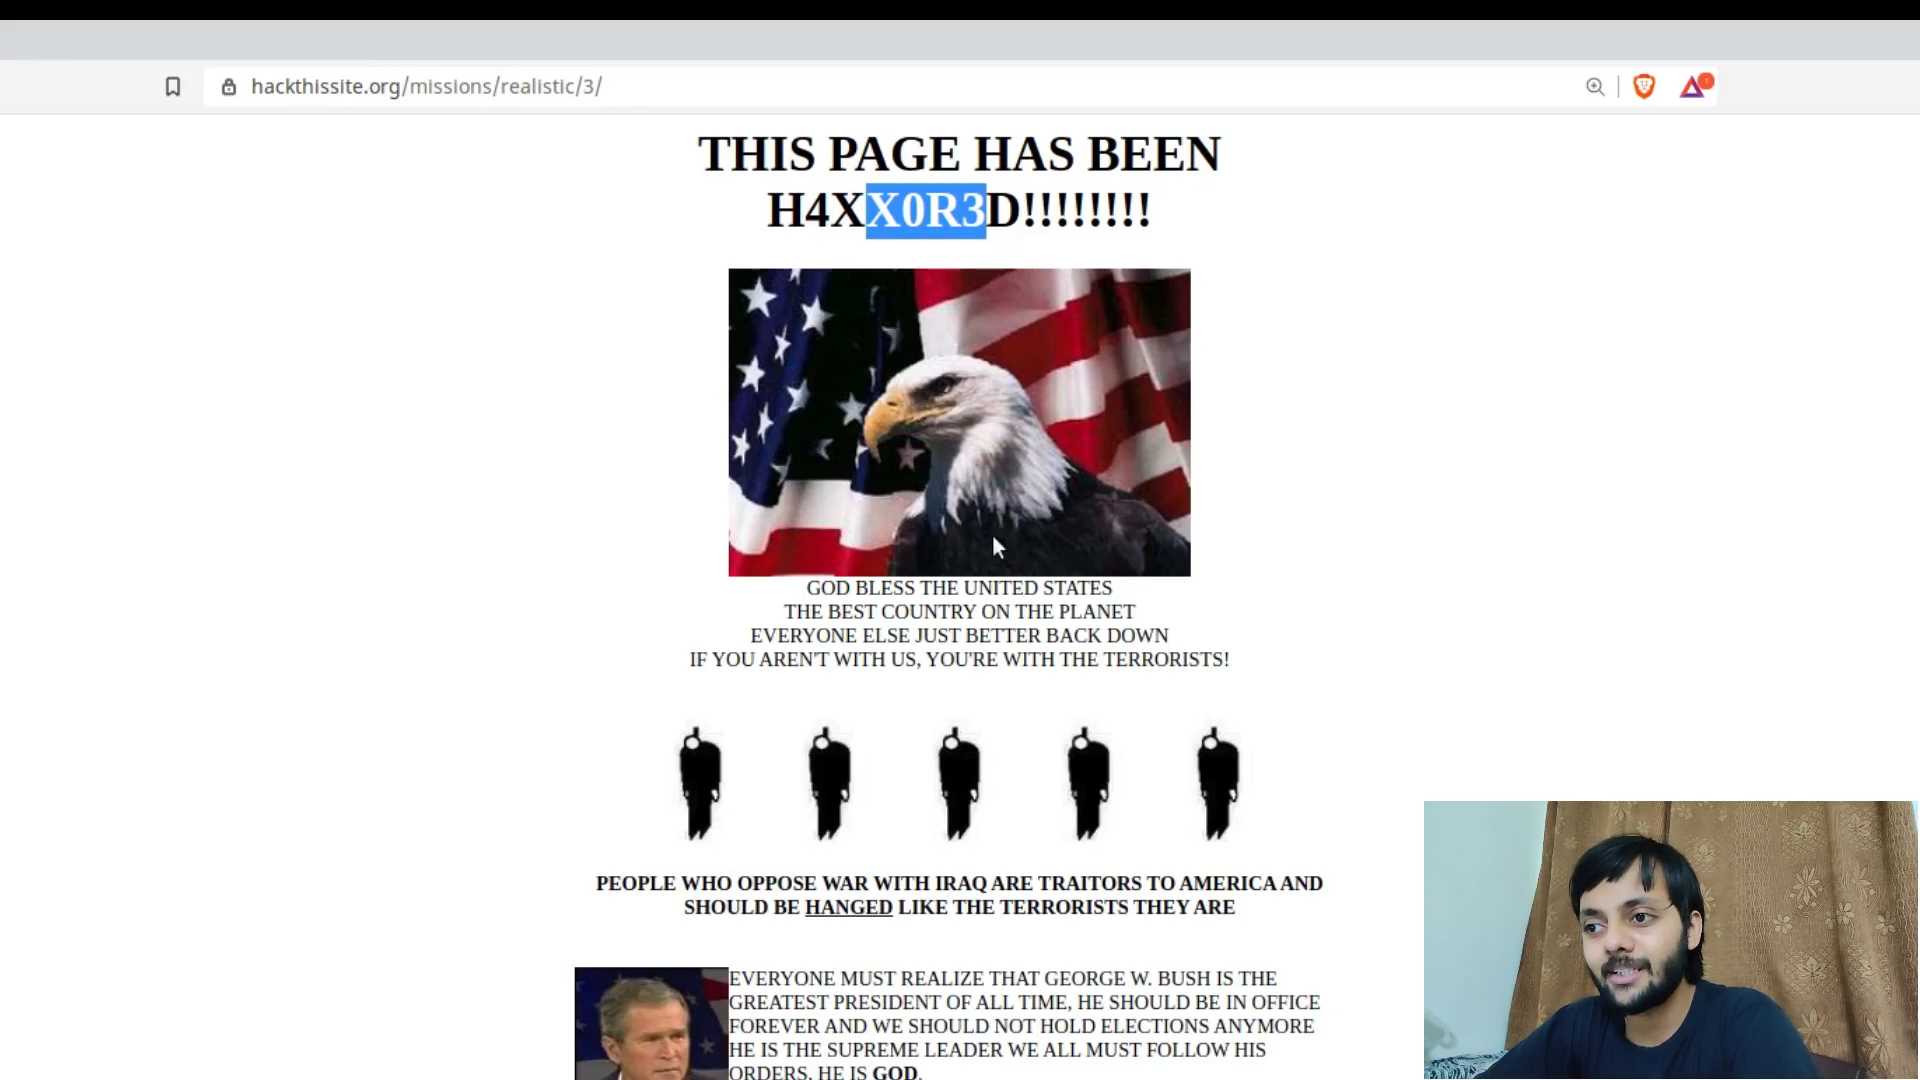 hackthissite.org/missions/realistic/3/
THIS PAGE HAS BEEN
H4XX0R3D!!!!!!!!
GOD BLESS THE UNITED STATES
THE BEST COUNTRY ON THE PLANET
EVERYONE ELSE JUST BETTER BACK DOWN
IF YOU AREN'T WITH US, YOU'RE WITH THE TERRORISTS!
PEOPLE WHO OPPOSE WAR WITH IRAQ ARE TRAITORS TO AMERICA AND
SHOULD BE HANGED LIKE THE TERRORISTS THEY ARE
EVERYONE MUST REALIZE THAT GEORGE W. BUSH IS THE
GREATEST PRESIDENT OF ALL TIME, HE SHOULD BE IN OFFICE
FOREVER AND WE SHOULD NOT HOLD ELECTIONS ANYMORE
HE IS THE SUPREME LEADER WE ALL MUST FOLLOW HIS
ORDERS, HE IS GOD.